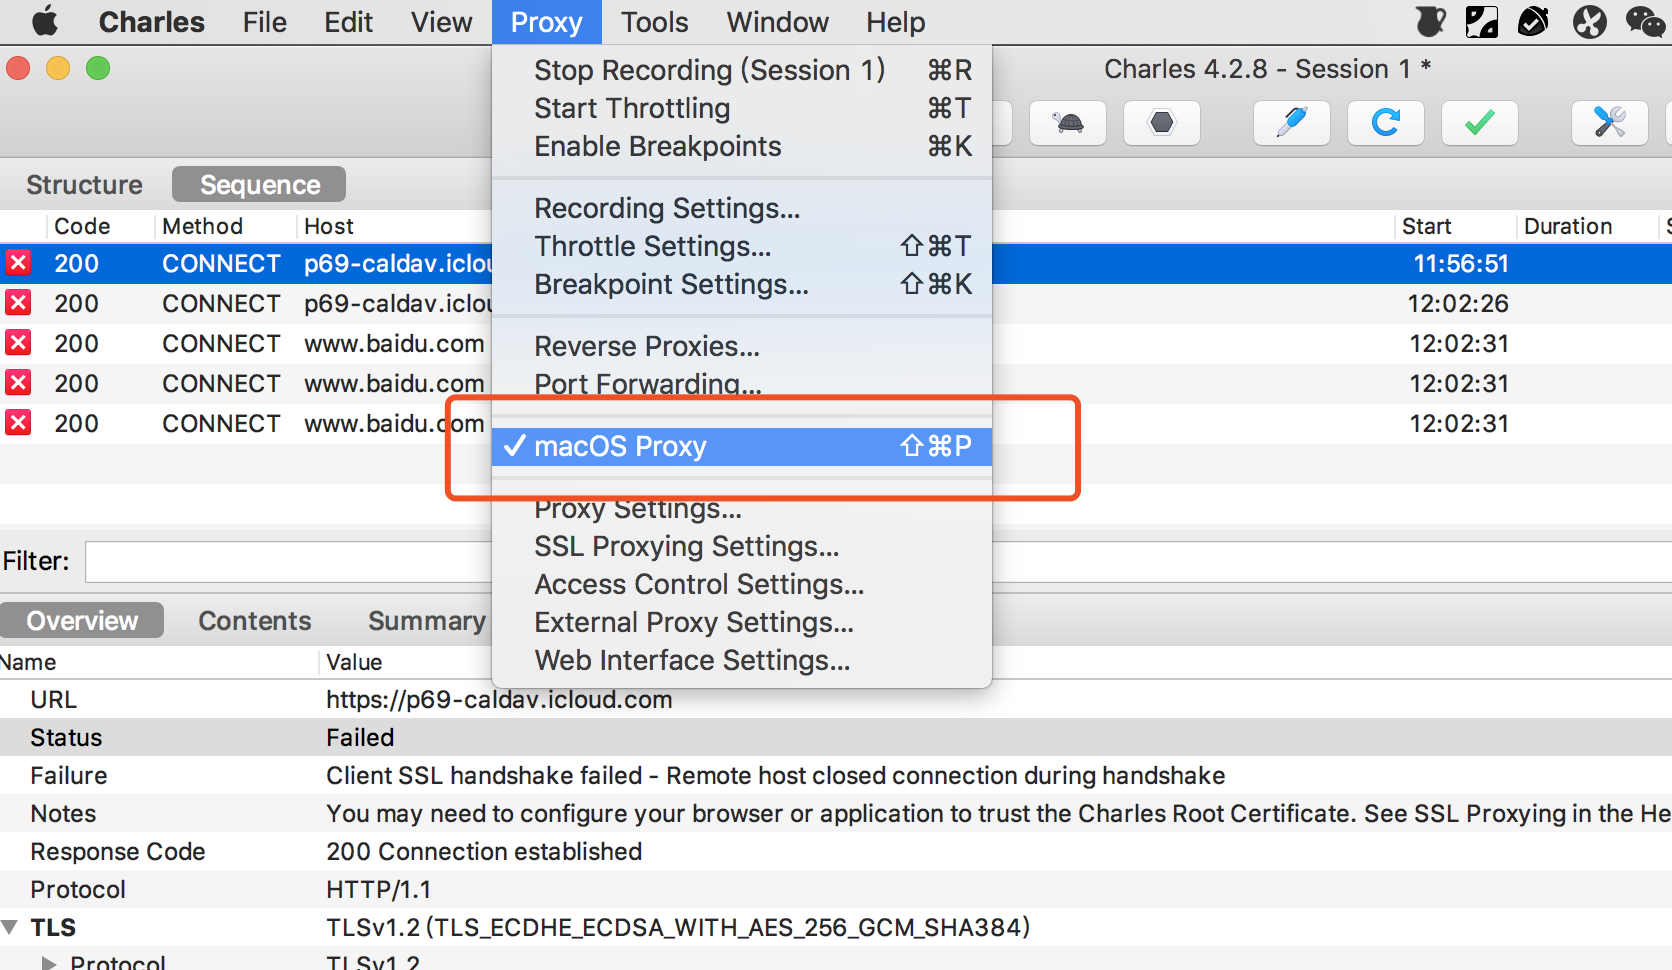 Charles File Edit View Proxy Tools Window Help
Charles 4.2.8 - Session 1 *
Stop Recording (Session 1) ⌘R
Start Throttling ⌘T
Enable Breakpoints ⌘K
Recording Settings...
Throttle Settings... ⇧⌘T
Breakpoint Settings... ⇧⌘K
Reverse Proxies...
Port Forwarding...
✓ macOS Proxy ⇧⌘P
Proxy Settings...
SSL Proxying Settings...
Access Control Settings...
External Proxy Settings...
Web Interface Settings...
Structure Sequence
Code Method Host Start Duration S
200 CONNECT p69-caldav.iclou 11:56:51
200 CONNECT p69-caldav.iclou 12:02:26
200 CONNECT www.baidu.com 12:02:31
200 CONNECT www.baidu.com 12:02:31
200 CONNECT www.baidu.com 12:02:31
Filter:
Overview Contents Summary
Name Value
URL https://p69-caldav.icloud.com
Status Failed
Failure Client SSL handshake failed - Remote host closed connection during handshake
Notes You may need to configure your browser or application to trust the Charles Root Certificate. See SSL Proxying in the He
Response Code 200 Connection established
Protocol HTTP/1.1
TLS TLSv1.2 (TLS_ECDHE_ECDSA_WITH_AES_256_GCM_SHA384)
Protocol TLSv1.2